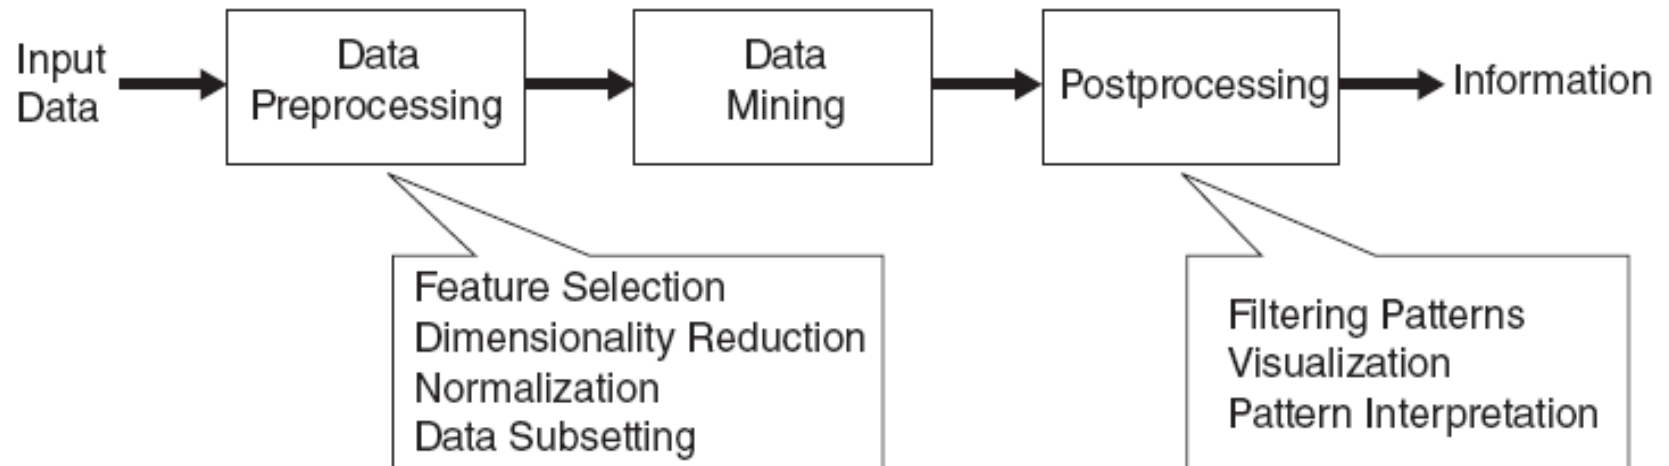 Input
Data
Data
Preprocessing
Data
Mining
Postprocessing
Information
Feature Selection
Dimensionality Reduction
Normalization
Data Subsetting
Filtering Patterns
Visualization
Pattern Interpretation